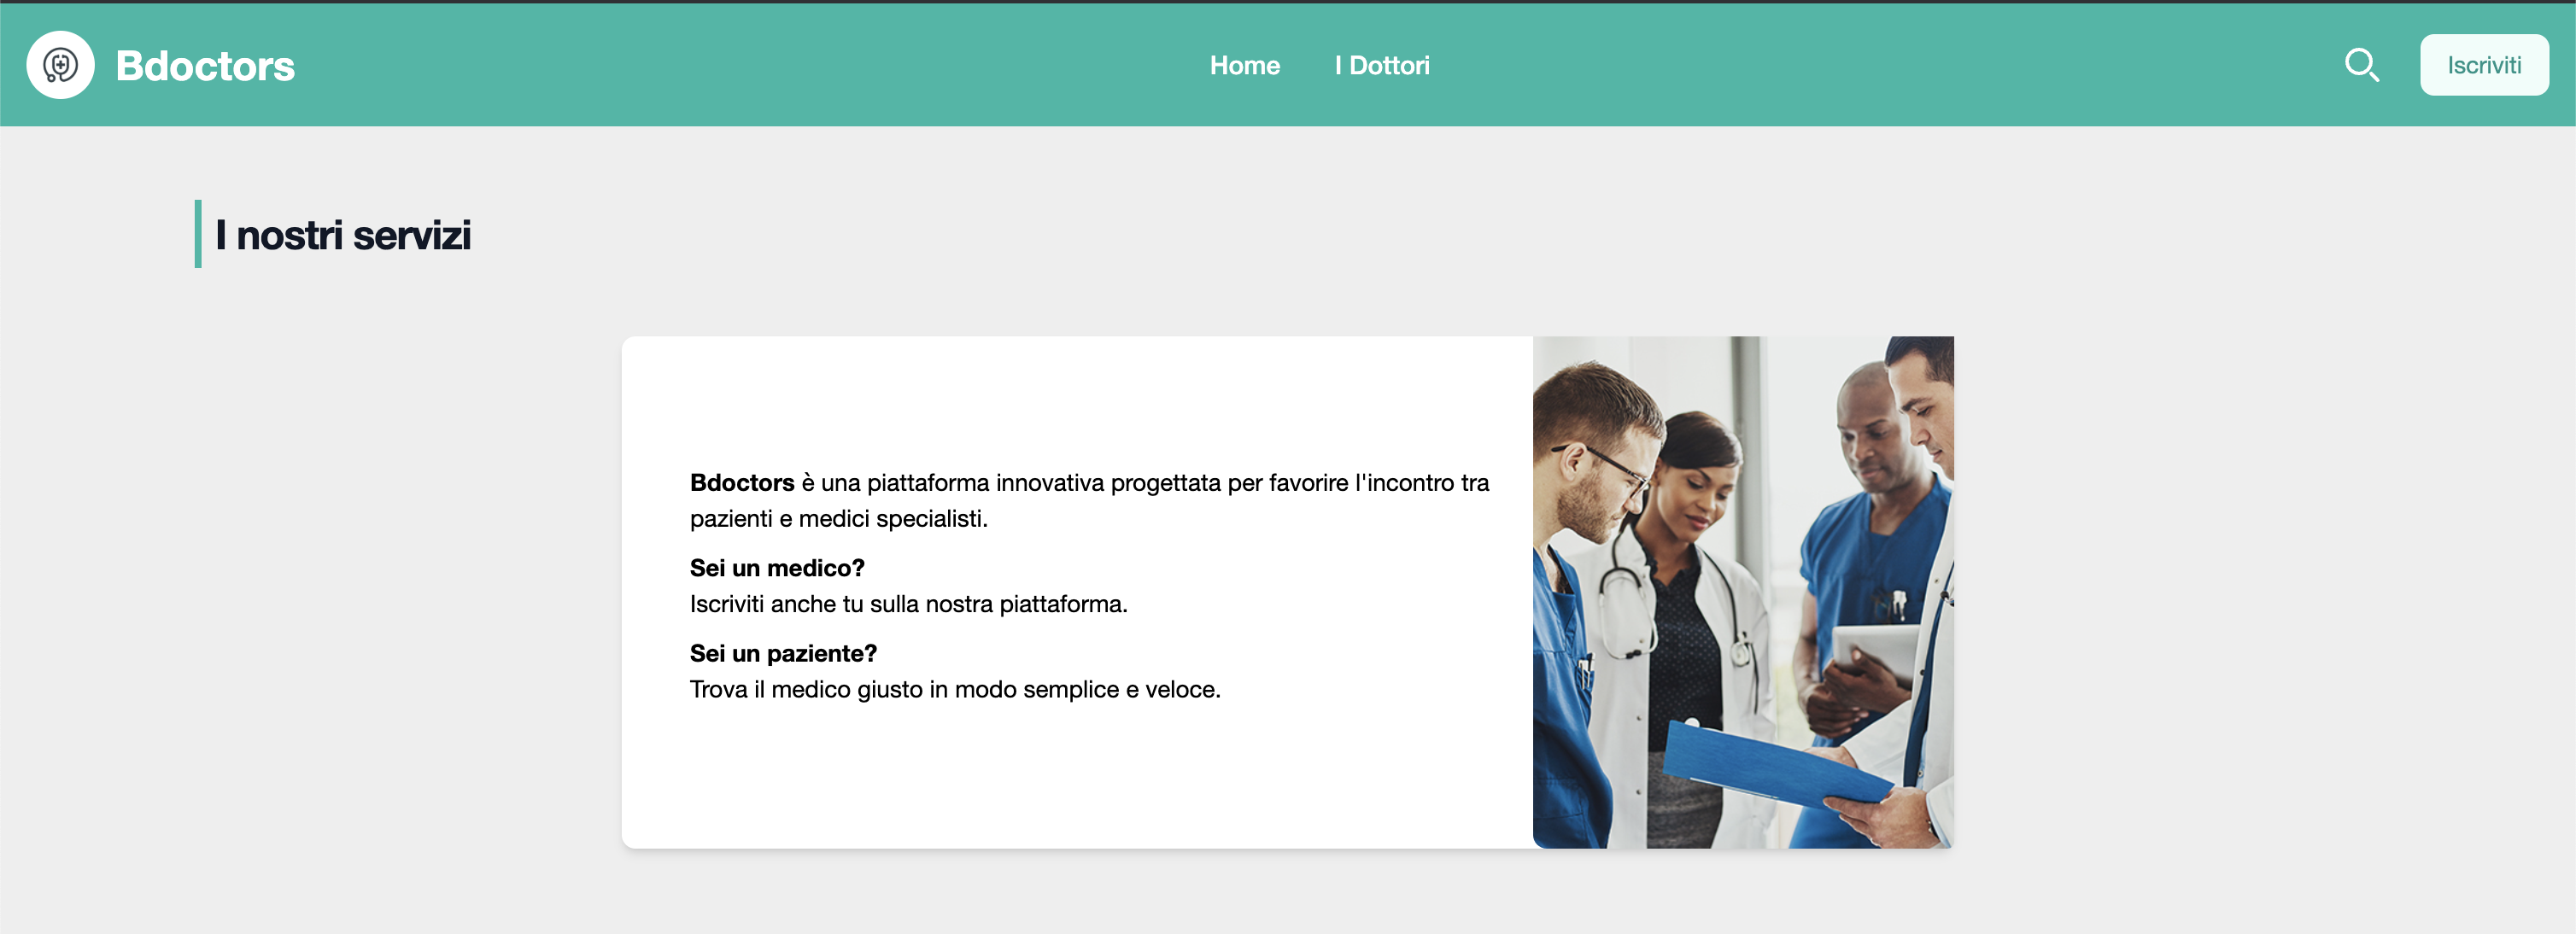 Bdoctors
Home
I Dottori
Iscriviti
I nostri servizi
Bdoctors è una piattaforma innovativa progettata per favorire l'incontro tra
pazienti e medici specialisti.
Sei un medico?
Iscriviti anche tu sulla nostra piattaforma.
Sei un paziente?
Trova il medico giusto in modo semplice e veloce.